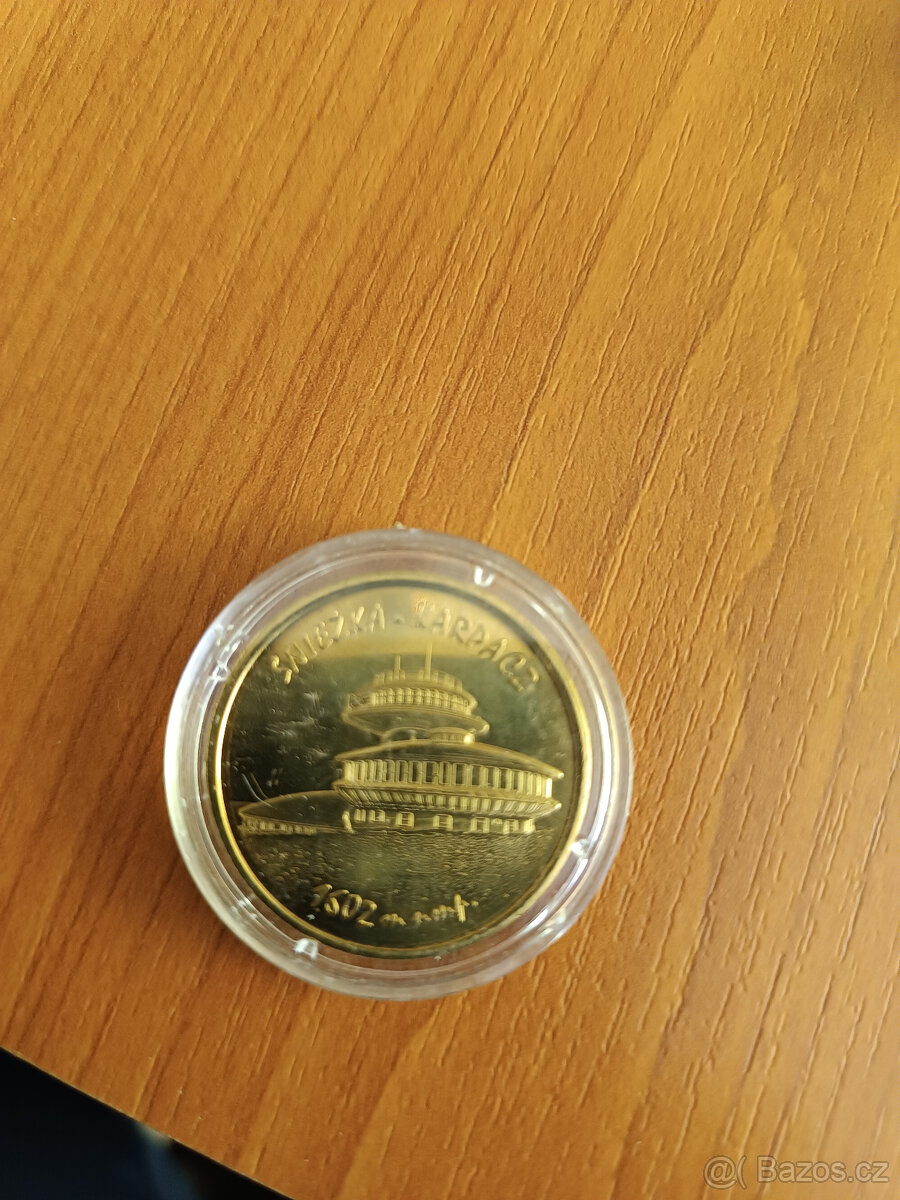 ŚNIEŻKA - KARPACZ
1602 m n.m.p.
@( Bazos.cz